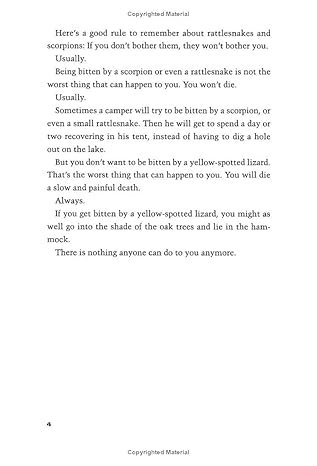 Copyrighted Material
Here's a good rule to remember about rattlesnakes and
scorpions: If you don't bother them, they won't bother you.
Usually.
Being bitten by a scorpion or even a rattlesnake is not the
worst thing that can happen to you. You won't die.
Usually.
Sometimes a camper will try to be bitten by a scorpion, or
even a small rattlesnake. Then he will get to spend a day or
two recovering in his tent, instead of having to dig a hole
out on the lake.
But you don't want to be bitten by a yellow-spotted lizard.
That's the worst thing that can happen to you. You will die
a slow and painful death.
Always.
If you get bitten by a yellow-spotted lizard, you might as
well go into the shade of the oak trees and lie in the ham-
mock.
There is nothing anyone can do to you anymore.
4
Copyrighted Material